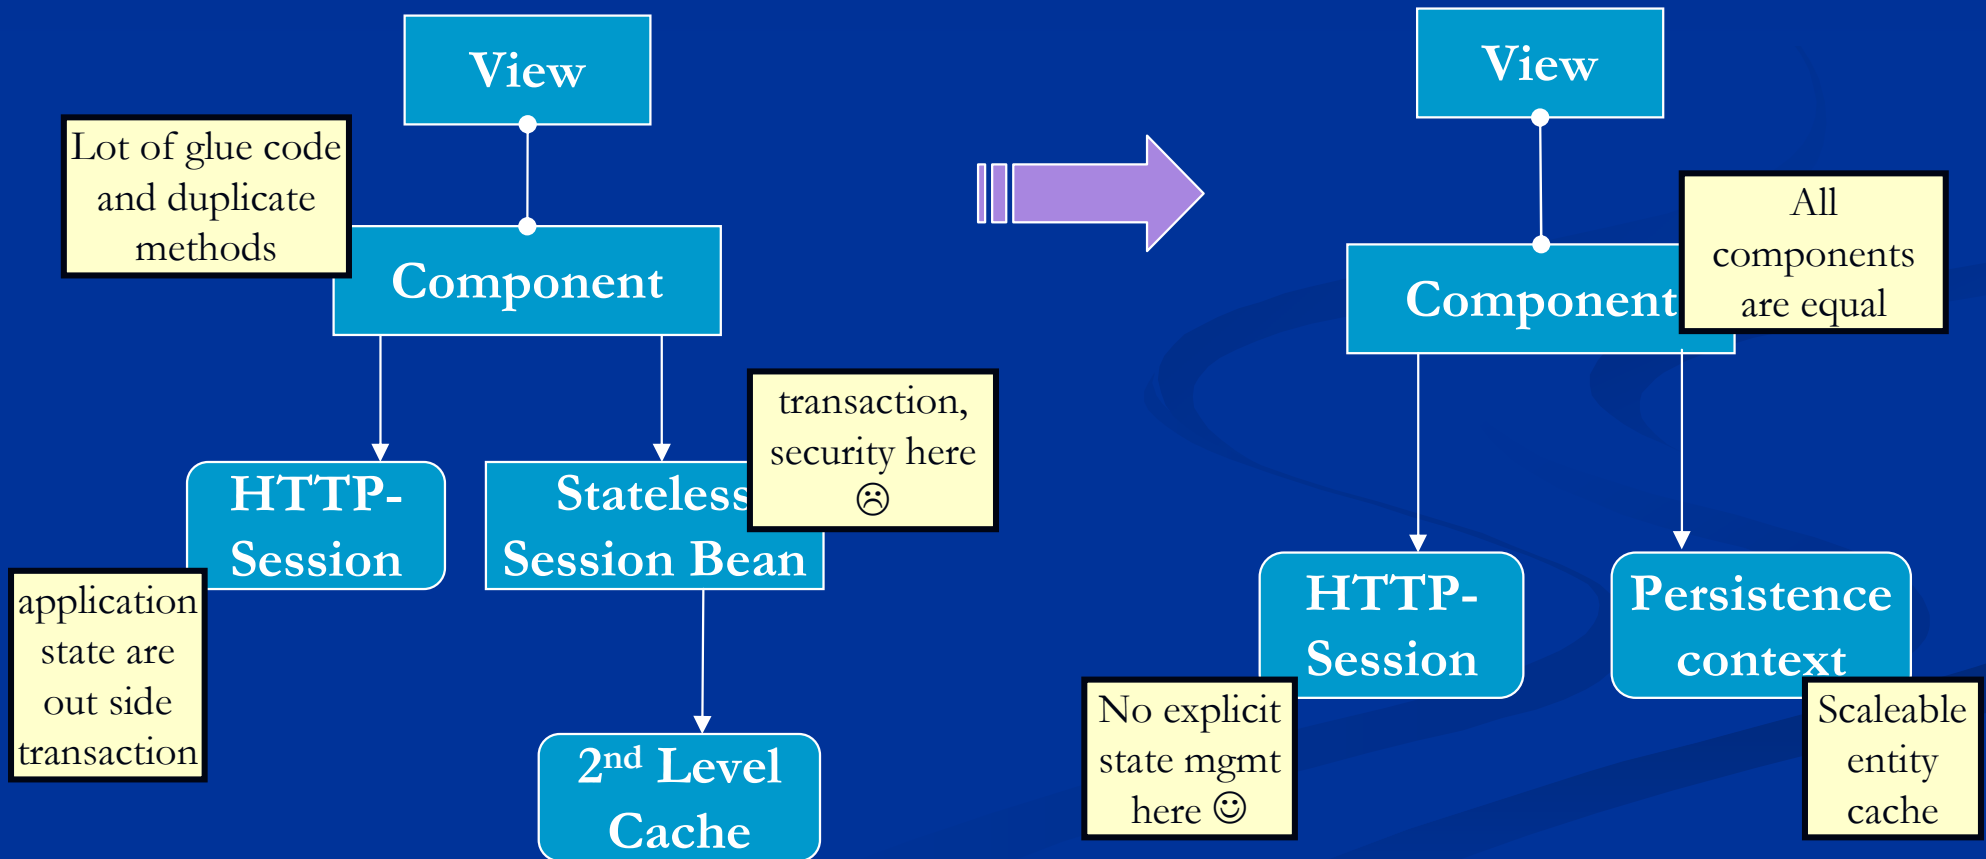 View
Lot of glue code
and duplicate
methods
Component
transaction,
security here
☹
HTTP-
Session
Stateless
Session Bean
application
state are
out side
transaction
2nd Level
Cache
View
All
components
are equal
Component
HTTP-
Session
Persistence
context
No explicit
state mgmt
here ☺
Scaleable
entity
cache